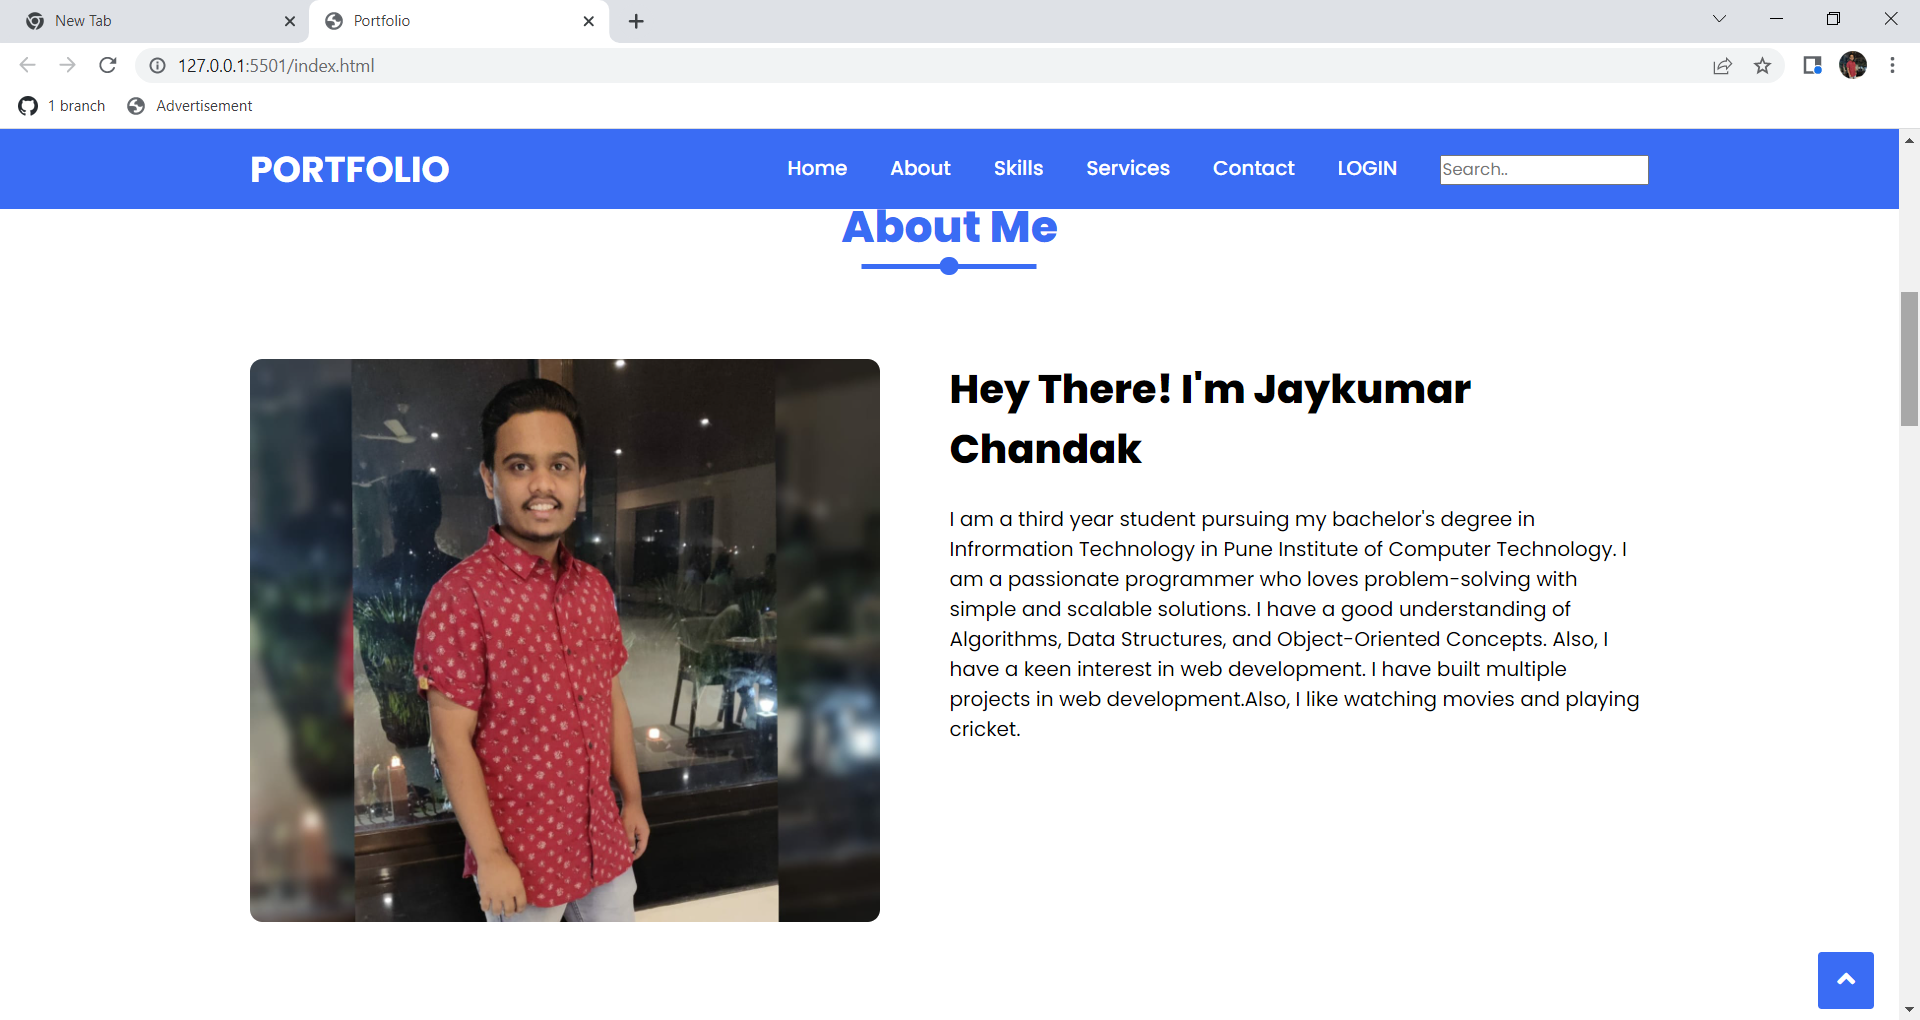 New Tab
Portfolio
127.0.0.1:5501/index.html
1 branch
Advertisement
PORTFOLIO
Home
About
Skills
Services
Contact
LOGIN
Search..
About Me
Hey There! I'm Jaykumar
Chandak
I am a third year student pursuing my bachelor's degree in
Infrormation Technology in Pune Institute of Computer Technology. I
am a passionate programmer who loves problem-solving with
simple and scalable solutions. I have a good understanding of
Algorithms, Data Structures, and Object-Oriented Concepts. Also, I
have a keen interest in web development. I have built multiple
projects in web development.Also, I like watching movies and playing
cricket.